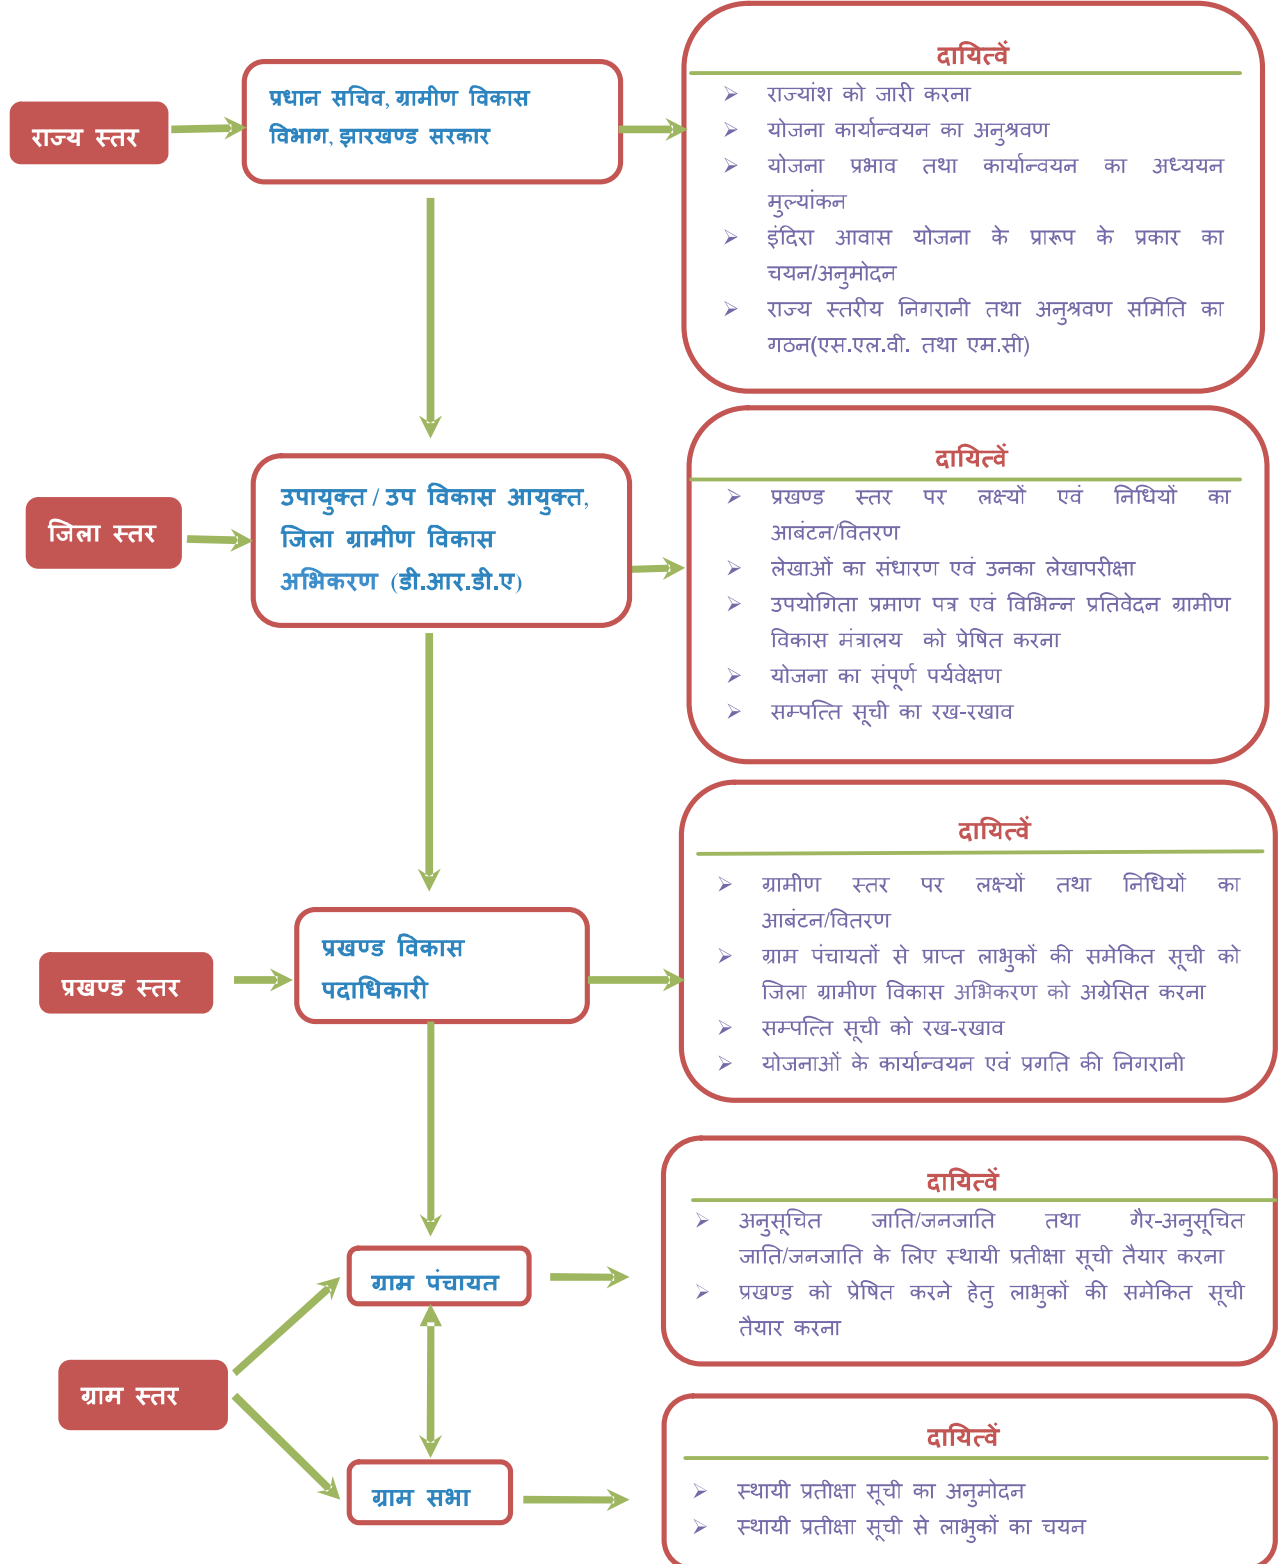 राज्य स्तर
प्रधान सचिव, ग्रामीण विकास
विभाग, झारखण्ड सरकार
दायित्वें
राज्यांश को जारी करना
योजना कार्यान्वयन का अनुश्रवण
योजना प्रभाव तथा कार्यान्वयन का अध्ययन
मुल्यांकन
इंदिरा आवास योजना के प्रारूप के प्रकार का
चयन/अनुमोदन
राज्य स्तरीय निगरानी तथा अनुश्रवण समिति का
गठन(एस.एल.वी. तथा एम.सी)
जिला स्तर
उपायुक्त / उप विकास आयुक्त,
जिला ग्रामीण विकास
अभिकरण (डी.आर.डी.ए)
दायित्वें
प्रखण्ड स्तर पर लक्ष्यों एवं निधियों का
आबंटन/वितरण
लेखाओं का संधारण एवं उनका लेखापरीक्षा
उपयोगिता प्रमाण पत्र एवं विभिन्न प्रतिवेदन ग्रामीण
विकास मंत्रालय को प्रेषित करना
योजना का संपूर्ण पर्यवेक्षण
सम्पत्ति सूची का रख-रखाव
प्रखण्ड स्तर
प्रखण्ड विकास
पदाधिकारी
दायित्वें
ग्रामीण स्तर पर लक्ष्यों तथा निधियों का
आबंटन/वितरण
ग्राम पंचायतों से प्राप्त लाभुकों की समेकित सूची को
जिला ग्रामीण विकास अभिकरण को अग्रेसित करना
सम्पत्ति सूची को रख-रखाव
योजनाओं के कार्यान्वयन एवं प्रगति की निगरानी
ग्राम स्तर
ग्राम पंचायत
दायित्वें
अनुसूचित जाति/जनजाति तथा गैर-अनुसूचित
जाति/जनजाति के लिए स्थायी प्रतीक्षा सूची तैयार करना
प्रखण्ड को प्रेषित करने हेतु लाभुकों की समेकित सूची
तैयार करना
ग्राम सभा
दायित्वें
स्थायी प्रतीक्षा सूची का अनुमोदन
स्थायी प्रतीक्षा सूची से लाभुकों का चयन